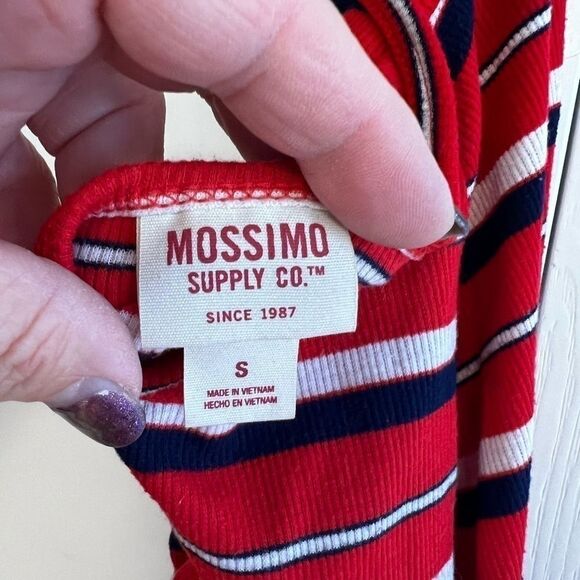 MOSSIMO
SUPPLY CO.™
SINCE 1987
S
MADE IN VIETNAM
HECHO EN VIETNAM